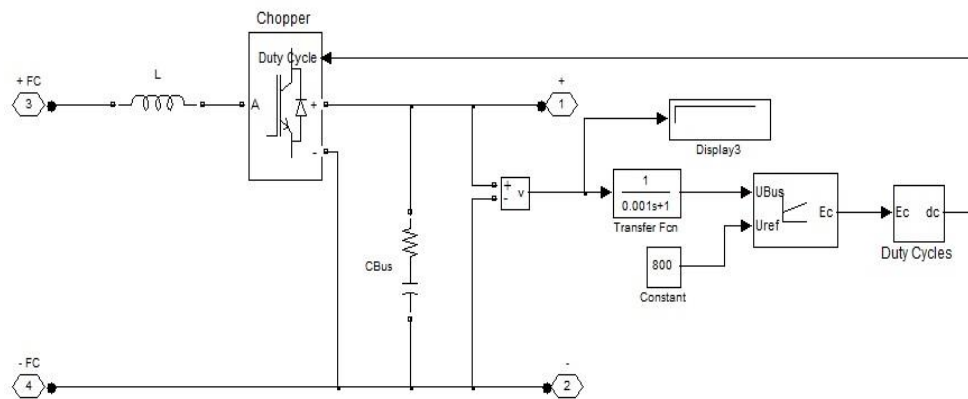 Chopper
Duty Cycle
+ FC
3
L
A
+
-
+
1
Display3
+
-
v
1
0.001s+1
Transfer Fcn
UBus
Uref
Ec
Ec
dc
Duty Cycles
800
Constant
CBus
- FC
4
-
2